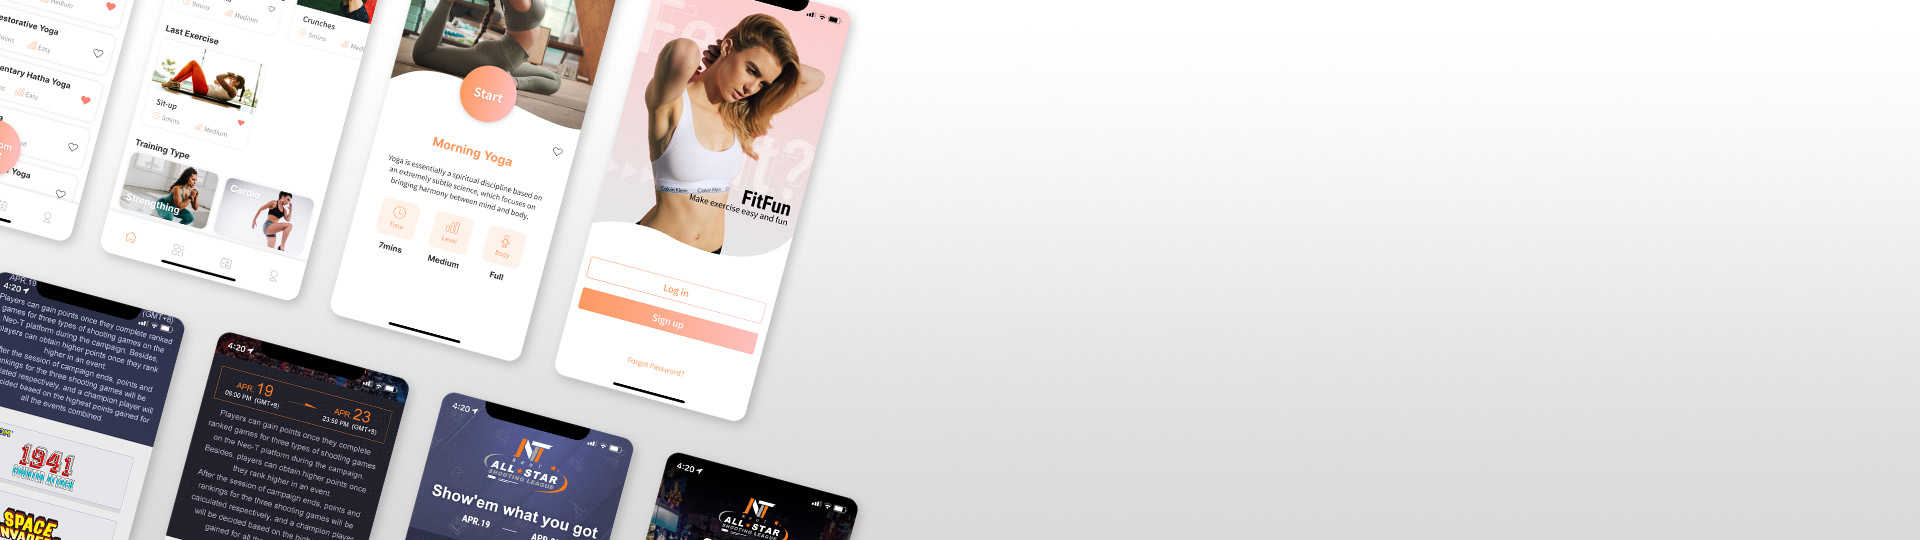 5mins
Medium
Medium
Crunches
5mins
Restorative Yoga
mins
Easy
Last Exercise
entary Hatha Yoga
Easy
Sit-up
5mins
Medium
Training Type
Strengthing
Cardio
Yoga
Start
Morning Yoga
Yoga is essentially a spiritual discipline based on
an extremely subtle science, which focuses on
bringing harmony between mind and body.
Time
Level
Body
7mins
Medium
Full
Calvin Klein
Calvin Klein
FitFun
Make exercise easy and fun
Log in
Sign up
Forgot Password?
APR.19
4:20
(GMT+8)
Players can gain points once they complete ranked
games for three types of shooting games on the
Neo-T platform during the campaign. Besides,
players can obtain higher points once they rank
higher in an event.
After the session of campaign ends, points and
rankings for the three shooting games will be
calculated respectively, and a champion player will
be decided based on the highest points gained for
all the events combined.
1941
COUNTER ATTACK
SPACE
INVADERS
4:20
APR 19
08:00 PM (GMT+8)
APR 23
23:59 PM (GMT+8)
Players can gain points once they complete
ranked games for three types of shooting games
on the Neo-T platform during the campaign.
Besides, players can obtain higher points once
they rank higher in an event.
After the session of campaign ends, points and
rankings for the three shooting games will be
calculated respectively, and a champion player
will be decided based on the highest points
gained for all
4:20
NT
ALL★STAR
SHOOTING LEAGUE
Show'em what you got
APR.19
4:20
NT
ALL★STAR
SHOOTING LEAGUE